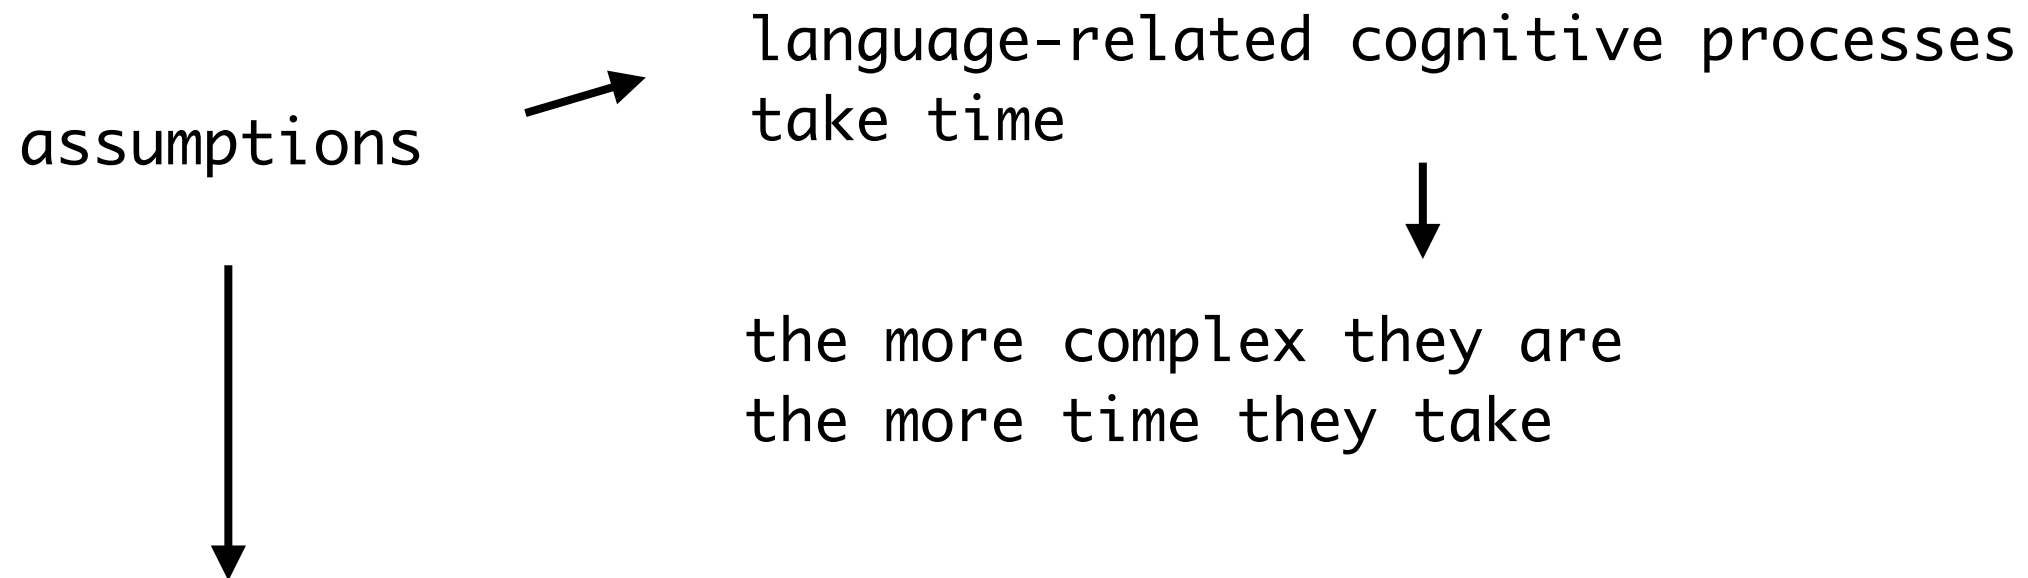 assumptions
language-related cognitive processes
take time
the more complex they are
the more time they take